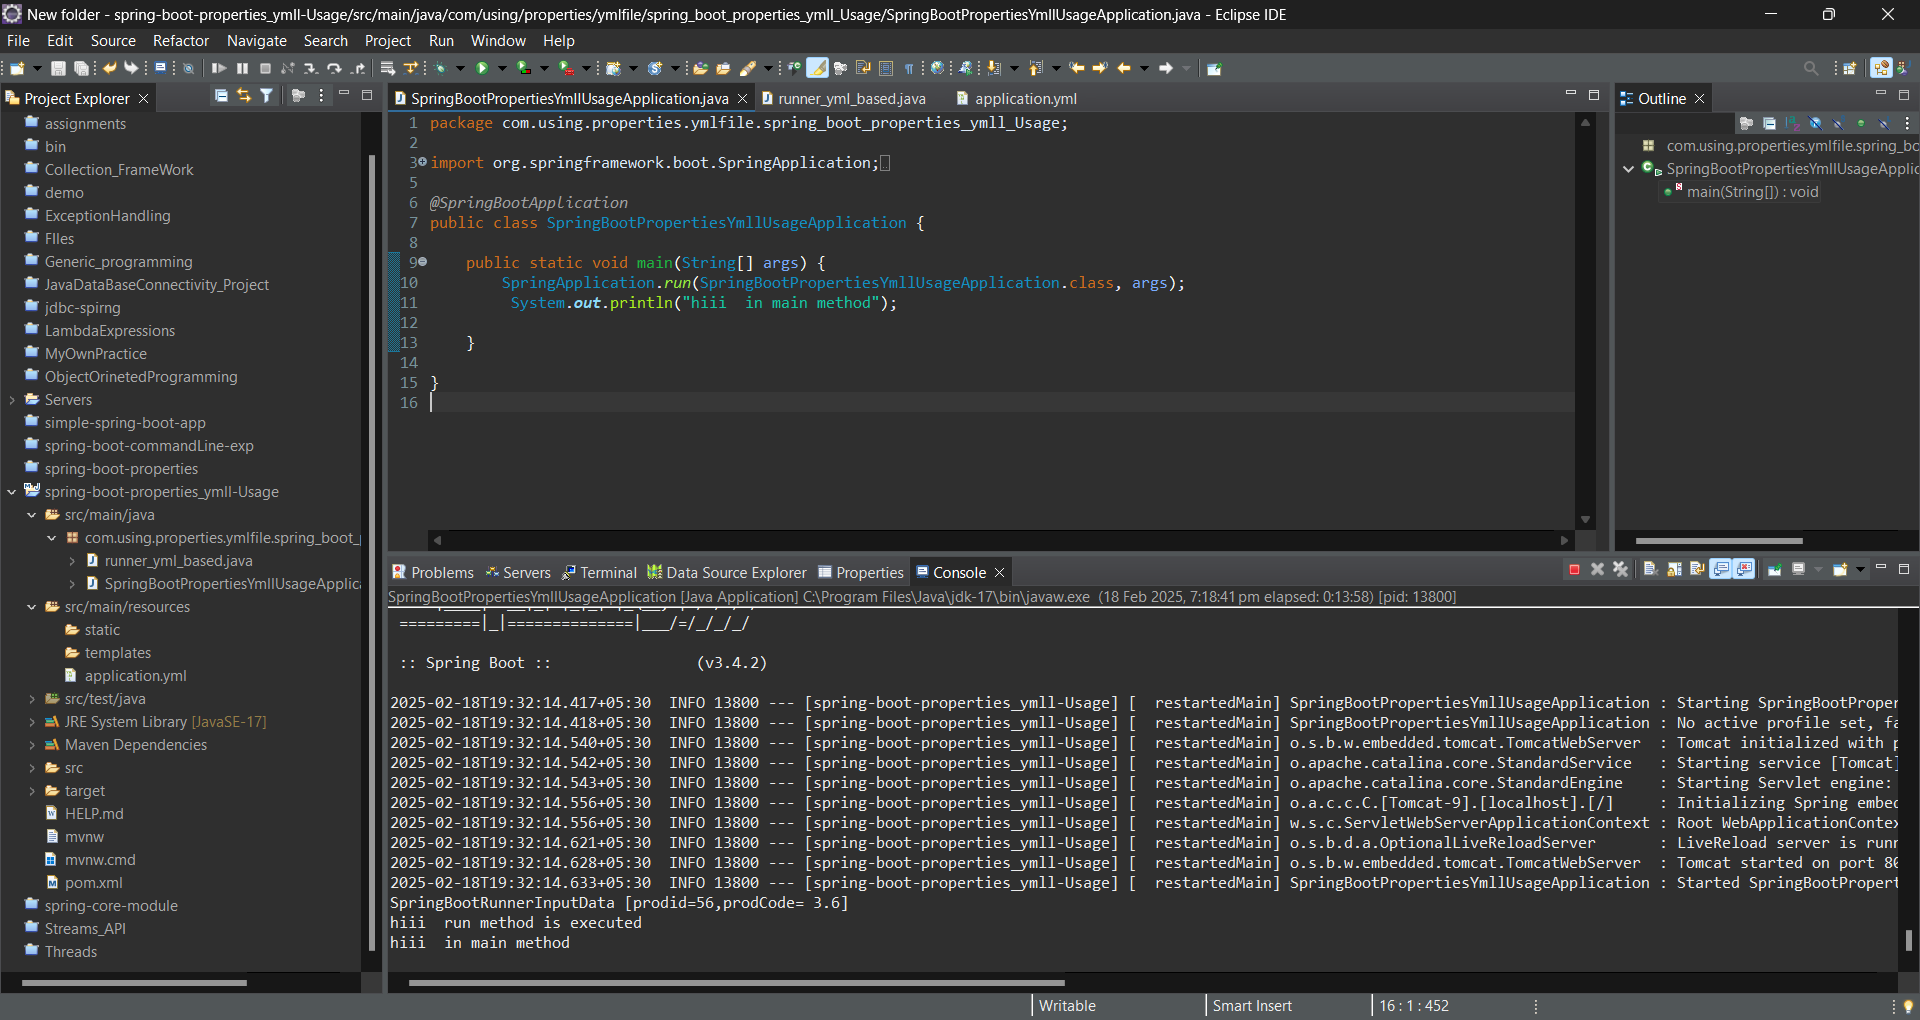 New folder - spring-boot-properties_ymll-Usage/src/main/java/com/using/properties/ymlfile/spring_boot_properties_ymll_Usage/SpringBootPropertiesYmllUsageApplication.java - Eclipse IDE
File Edit Source Refactor Navigate Search Project Run Window Help
Project Explorer
assignments
bin
Collection_FrameWork
demo
ExceptionHandling
FIles
Generic_programming
JavaDataBaseConnectivity_Project
jdbc-spirng
LambdaExpressions
MyOwnPractice
ObjectOrinetedProgramming
Servers
simple-spring-boot-app
spring-boot-commandLine-exp
spring-boot-properties
spring-boot-properties_ymll-Usage
src/main/java
com.using.properties.ymlfile.spring_boot_
runner_yml_based.java
SpringBootPropertiesYmllUsageApplic
src/main/resources
static
templates
application.yml
src/test/java
JRE System Library [JavaSE-17]
Maven Dependencies
src
target
HELP.md
mvnw
mvnw.cmd
pom.xml
spring-core-module
Streams_API
Threads
SpringBootPropertiesYmllUsageApplication.java runner_yml_based.java application.yml
1 package com.using.properties.ymlfile.spring_boot_properties_ymll_Usage;
2
3 import org.springframework.boot.SpringApplication;
5
6 @SpringBootApplication
7 public class SpringBootPropertiesYmllUsageApplication {
8
9 public static void main(String[] args) {
10 SpringApplication.run(SpringBootPropertiesYmllUsageApplication.class, args);
11 System.out.println("hiii  in main method");
12
13 }
14
15 }
16
Outline
com.using.properties.ymlfile.spring_bo
SpringBootPropertiesYmllUsageApplic
main(String[]) : void
Problems Servers Terminal Data Source Explorer Properties Console
SpringBootPropertiesYmllUsageApplication [Java Application] C:\Program Files\Java\jdk-17\bin\javaw.exe (18 Feb 2025, 7:18:41 pm elapsed: 0:13:58) [pid: 13800]
=========|_|==============|___/=/_/_/_/
:: Spring Boot :: (v3.4.2)
2025-02-18T19:32:14.417+05:30 INFO 13800 --- [spring-boot-properties_ymll-Usage] [ restartedMain] SpringBootPropertiesYmllUsageApplication : Starting SpringBootProper
2025-02-18T19:32:14.418+05:30 INFO 13800 --- [spring-boot-properties_ymll-Usage] [ restartedMain] SpringBootPropertiesYmllUsageApplication : No active profile set, fa
2025-02-18T19:32:14.540+05:30 INFO 13800 --- [spring-boot-properties_ymll-Usage] [ restartedMain] o.s.b.w.embedded.tomcat.TomcatWebServer : Tomcat initialized with p
2025-02-18T19:32:14.542+05:30 INFO 13800 --- [spring-boot-properties_ymll-Usage] [ restartedMain] o.apache.catalina.core.StandardService : Starting service [Tomcat]
2025-02-18T19:32:14.543+05:30 INFO 13800 --- [spring-boot-properties_ymll-Usage] [ restartedMain] o.apache.catalina.core.StandardEngine : Starting Servlet engine:
2025-02-18T19:32:14.556+05:30 INFO 13800 --- [spring-boot-properties_ymll-Usage] [ restartedMain] o.a.c.c.C.[Tomcat-9].[localhost].[/] : Initializing Spring embed
2025-02-18T19:32:14.556+05:30 INFO 13800 --- [spring-boot-properties_ymll-Usage] [ restartedMain] w.s.c.ServletWebServerApplicationContext : Root WebApplicationContex
2025-02-18T19:32:14.621+05:30 INFO 13800 --- [spring-boot-properties_ymll-Usage] [ restartedMain] o.s.b.d.a.OptionalLiveReloadServer : LiveReload server is runn
2025-02-18T19:32:14.628+05:30 INFO 13800 --- [spring-boot-properties_ymll-Usage] [ restartedMain] o.s.b.w.embedded.tomcat.TomcatWebServer : Tomcat started on port 80
2025-02-18T19:32:14.633+05:30 INFO 13800 --- [spring-boot-properties_ymll-Usage] [ restartedMain] SpringBootPropertiesYmllUsageApplication : Started SpringBootPropert
SpringBootRunnerInputData [prodid=56,prodCode= 3.6]
hiii  run method is executed
hiii  in main method
Writable Smart Insert 16 : 1 : 452